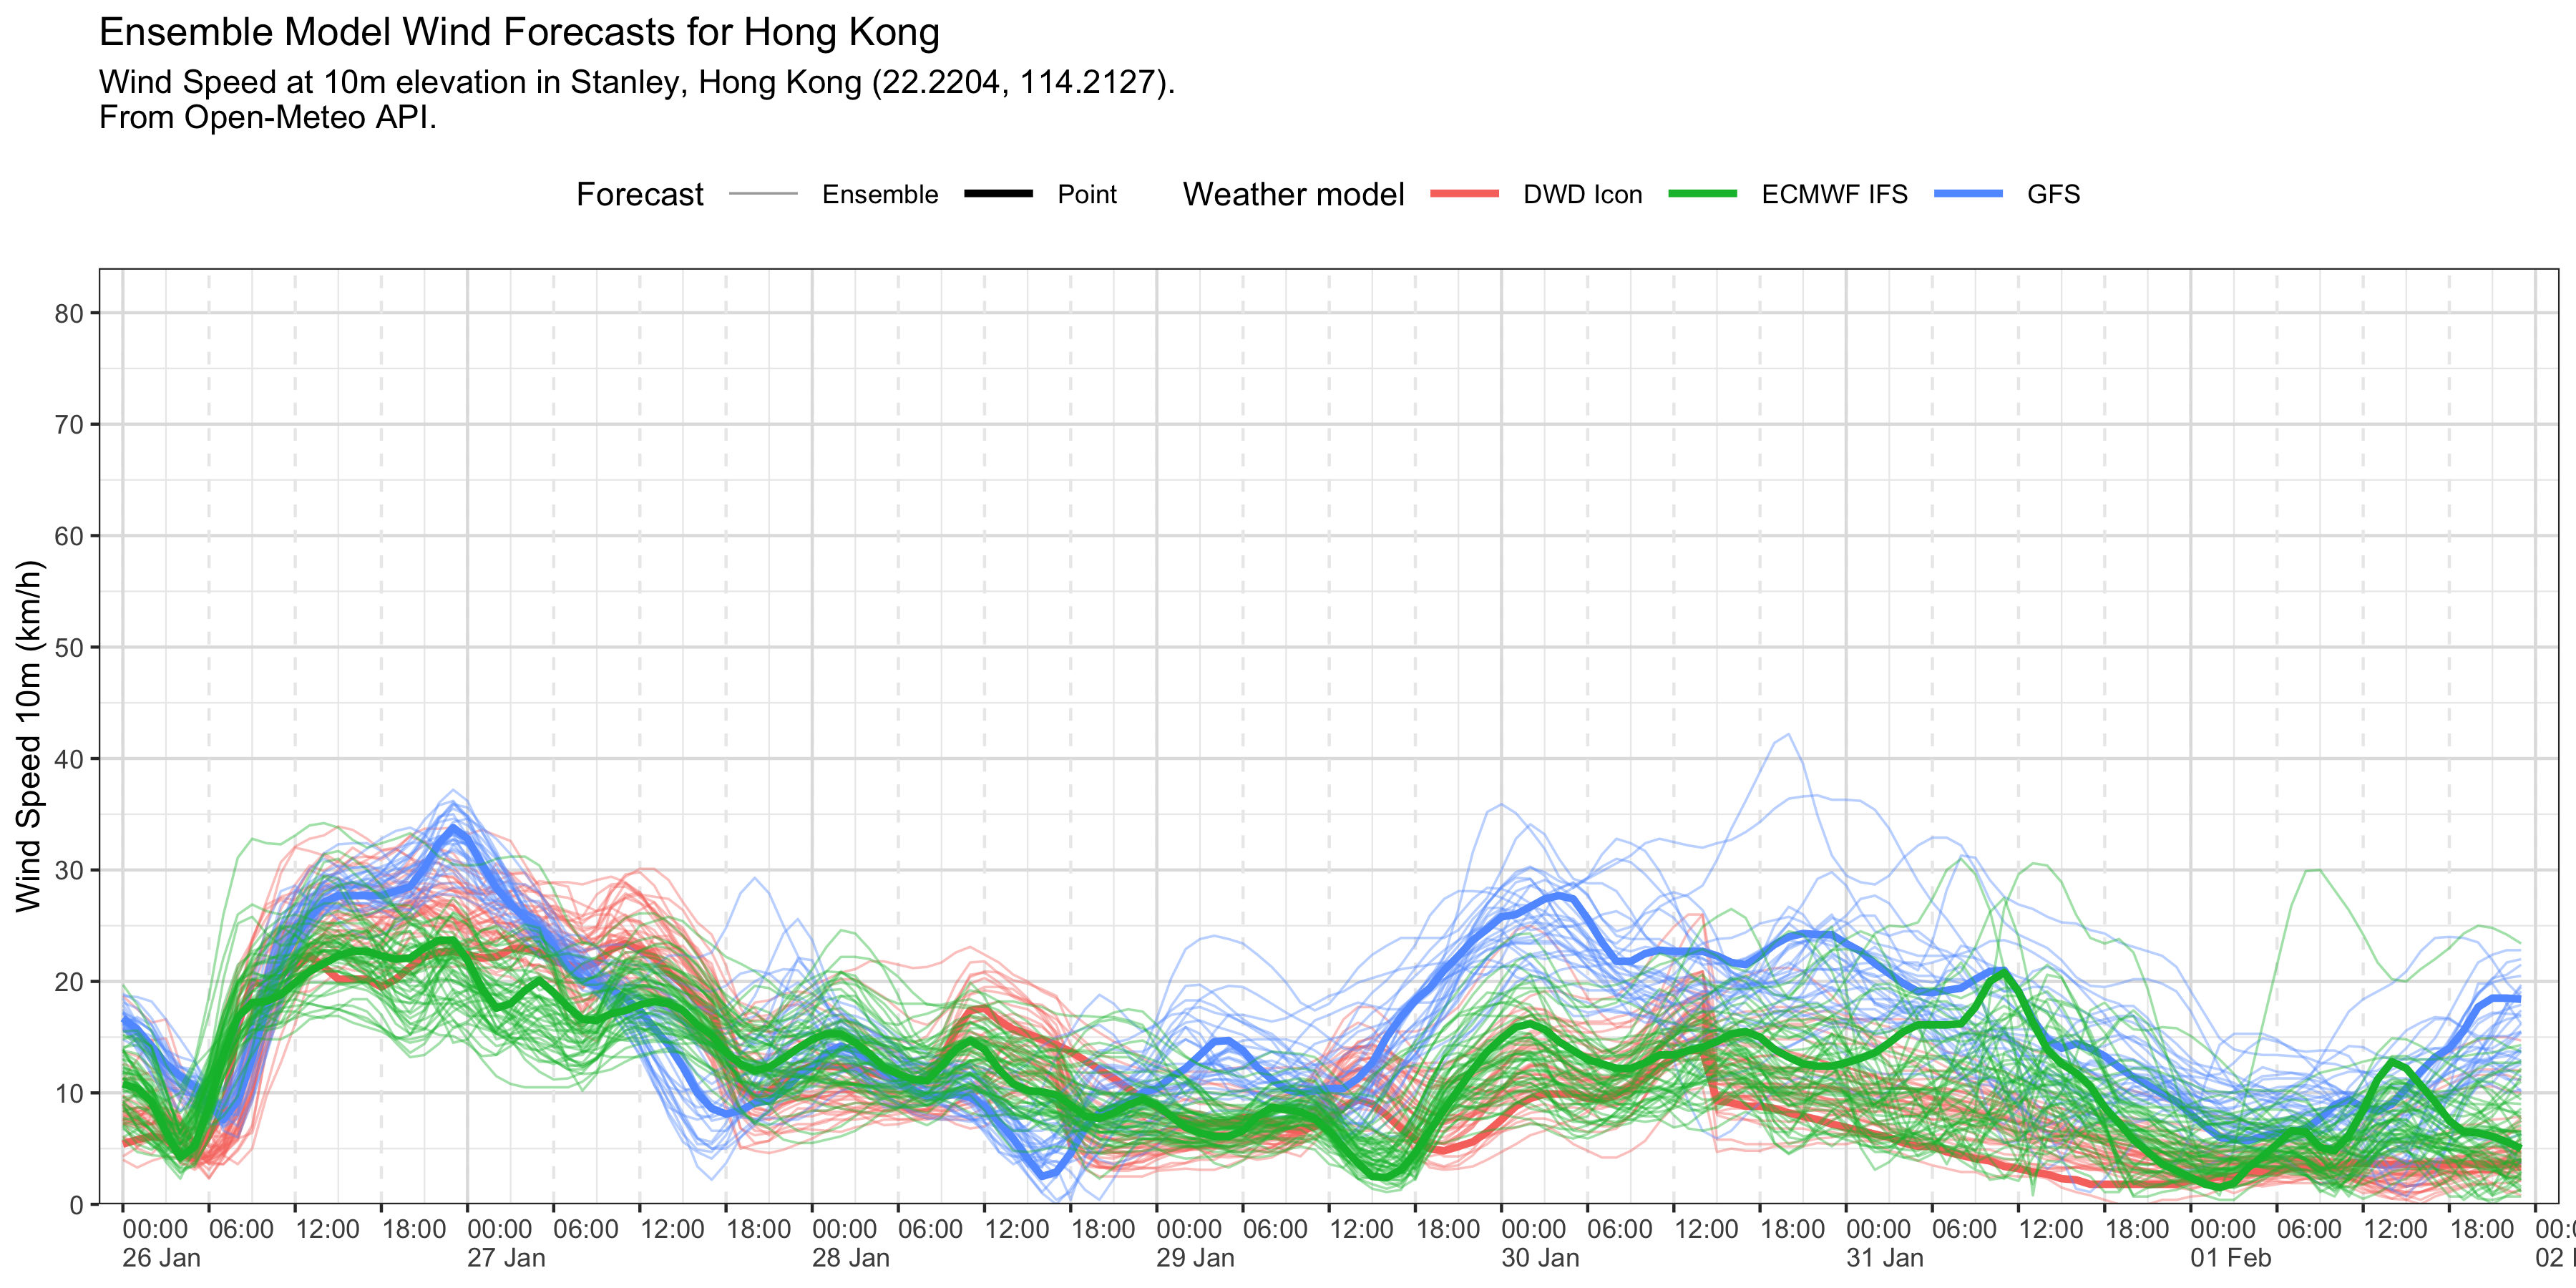 Ensemble Model Wind Forecasts for Hong Kong
Wind Speed at 10m elevation in Stanley, Hong Kong (22.2204, 114.2127).
From Open-Meteo API.
Forecast Ensemble Point Weather model DWD Icon ECMWF IFS GFS
Wind Speed 10m (km/h)
80
70
60
50
40
30
20
10
0
00:00 06:00 12:00 18:00 00:00 06:00 12:00 18:00 00:00 06:00 12:00 18:00 00:00 06:00 12:00 18:00 00:00 06:00 12:00 18:00 00:00 06:00 12:00 18:00 00:00 06:00 12:00 18:00
26 Jan 27 Jan 28 Jan 29 Jan 30 Jan 31 Jan 01 Feb 02